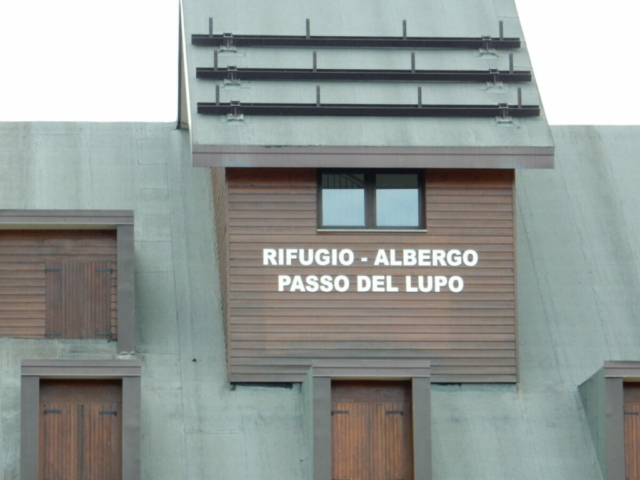 RIFUGIO - ALBERGO
PASSO DEL LUPO